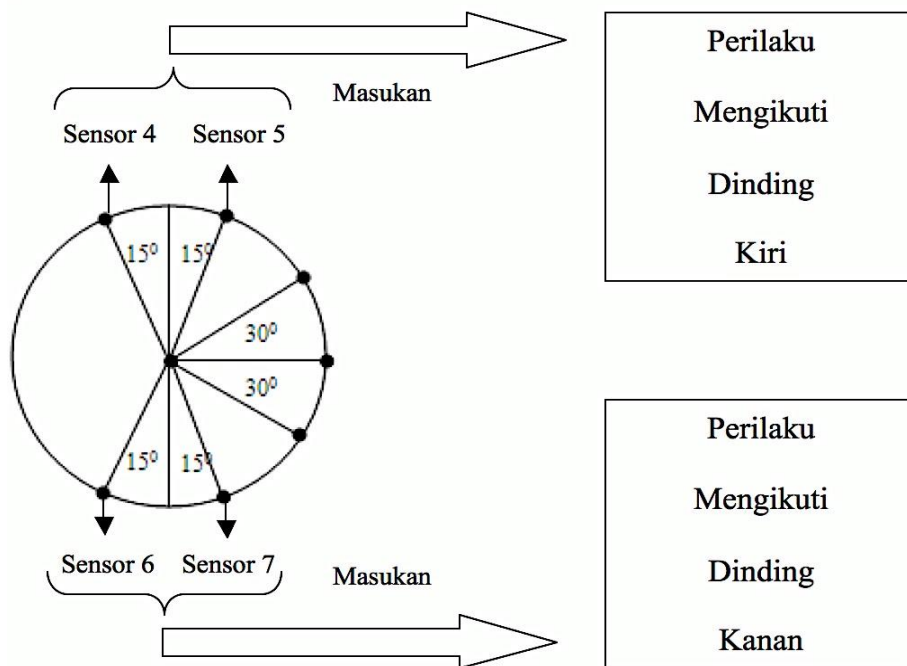 Perilaku
Mengikuti
Dinding
Kiri
Masukan
Sensor 4 Sensor 5
15⁰ 15⁰
30⁰
30⁰
15⁰ 15⁰
Sensor 6 Sensor 7
Masukan
Perilaku
Mengikuti
Dinding
Kanan